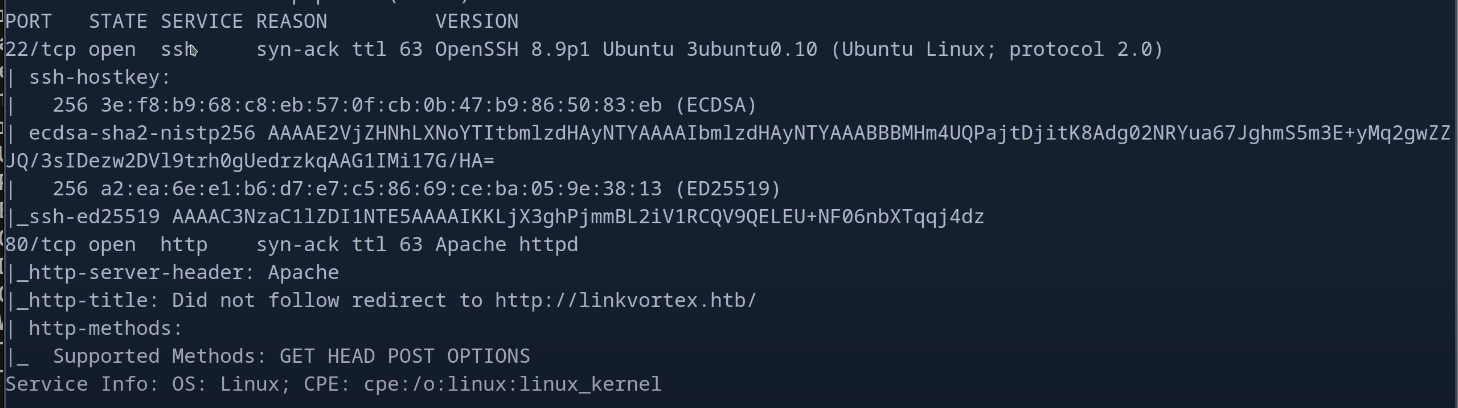 PORT   STATE SERVICE REASON         VERSION
22/tcp open  ssh     syn-ack ttl 63 OpenSSH 8.9p1 Ubuntu 3ubuntu0.10 (Ubuntu Linux; protocol 2.0)
| ssh-hostkey:
|   256 3e:f8:b9:68:c8:eb:57:0f:cb:0b:47:b9:86:50:83:eb (ECDSA)
| ecdsa-sha2-nistp256 AAAAE2VjZHNhLXNoYTItbmlzdHAyNTYAAAAIbmlzdHAyNTYAAABBBMHm4UQPajtDjitK8Adg02NRYua67JghmS5m3E+yMq2gwZZ
JQ/3sIDezw2DVl9trh0gUedrzkqAAG1IMi17G/HA=
|   256 a2:ea:6e:e1:b6:d7:e7:c5:86:69:ce:ba:05:9e:38:13 (ED25519)
|_ssh-ed25519 AAAAC3NzaC1lZDI1NTE5AAAAIKKLjX3ghPjmmBL2iV1RCQV9QELEU+NF06nbXTqqj4dz
80/tcp open  http    syn-ack ttl 63 Apache httpd
|_http-server-header: Apache
|_http-title: Did not follow redirect to http://linkvortex.htb/
| http-methods:
|_  Supported Methods: GET HEAD POST OPTIONS
Service Info: OS: Linux; CPE: cpe:/o:linux:linux_kernel